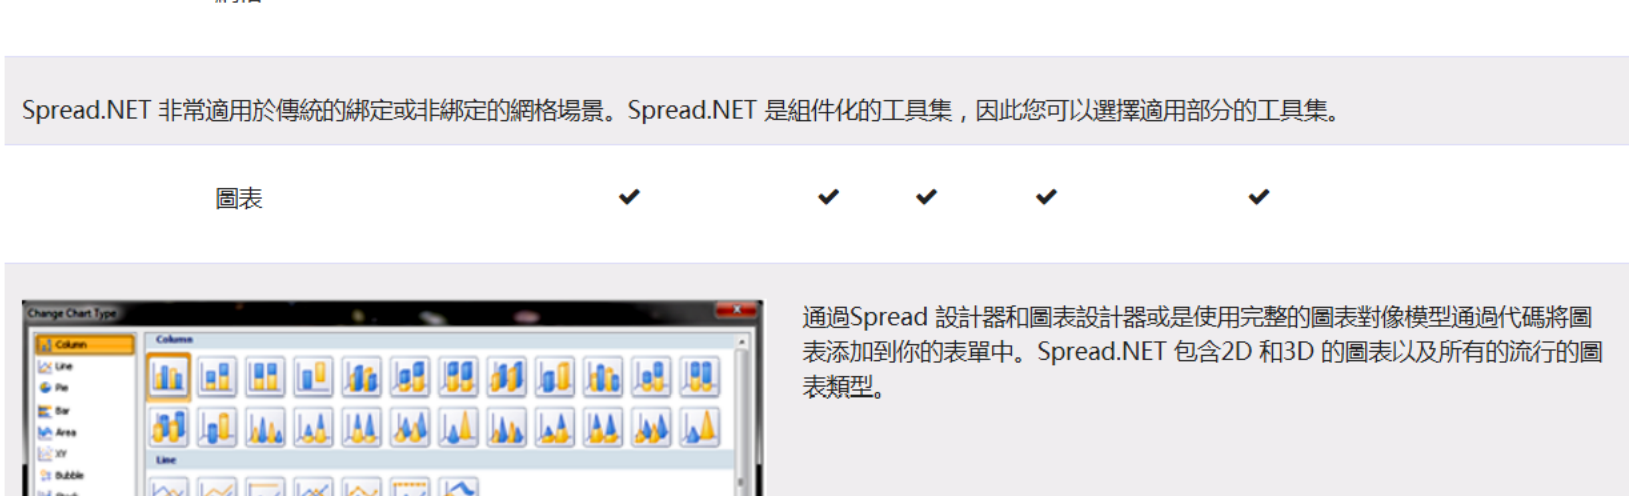 Spread.NET 非常適用於傳統的綁定或非綁定的網格場景。Spread.NET 是組件化的工具集，因此您可以選擇適用部分的工具集。
圖表
Change Chart Type
Column
Line
Pie
Bar
Area
XY
Bubble
Column
Line
通過Spread 設計器和圖表設計器或是使用完整的圖表對像模型通過代碼將圖
表添加到你的表單中。Spread.NET 包含2D 和3D 的圖表以及所有的流行的圖
表類型。